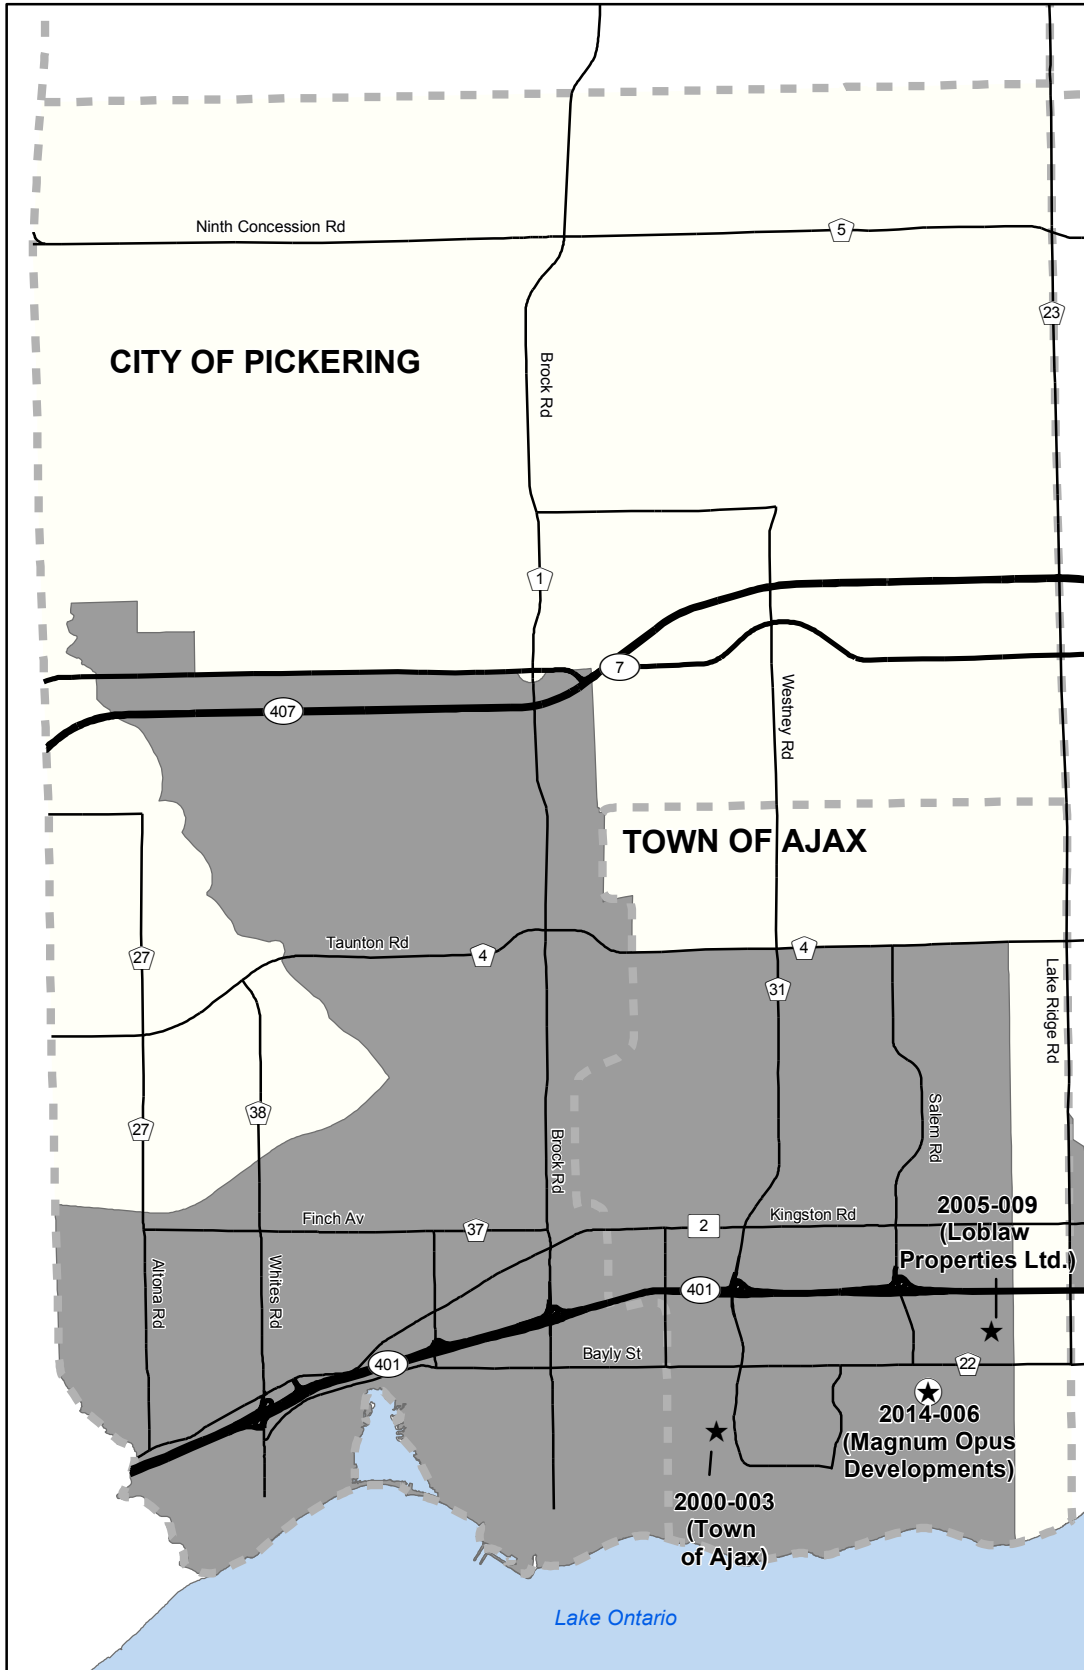 Ninth Concession Rd
5
23
CITY OF PICKERING
Brock Rd
1
7
407
Westney Rd
TOWN OF AJAX
Taunton Rd
4
4
27
31
Lake Ridge Rd
38
27
Salem Rd
Brock Rd
Finch Av
37
2
Kingston Rd
2005-009
(Loblaw
Properties Ltd.)
Altona Rd
Whites Rd
401
401
Bayly St
22
2014-006
(Magnum Opus
Developments)
2000-003
(Town
of Ajax)
Lake Ontario